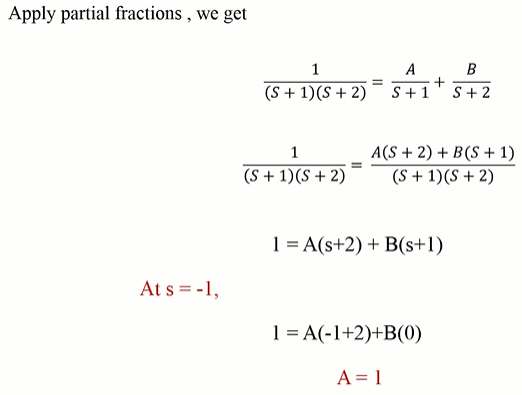 Apply partial fractions , we get
1/((S + 1)(S + 2)) = A/(S + 1) + B/(S + 2)
1/((S + 1)(S + 2)) = (A(S + 2) + B(S + 1))/((S + 1)(S + 2))
1 = A(s+2) + B(s+1)
At s = -1,
1 = A(-1+2)+B(0)
A = 1